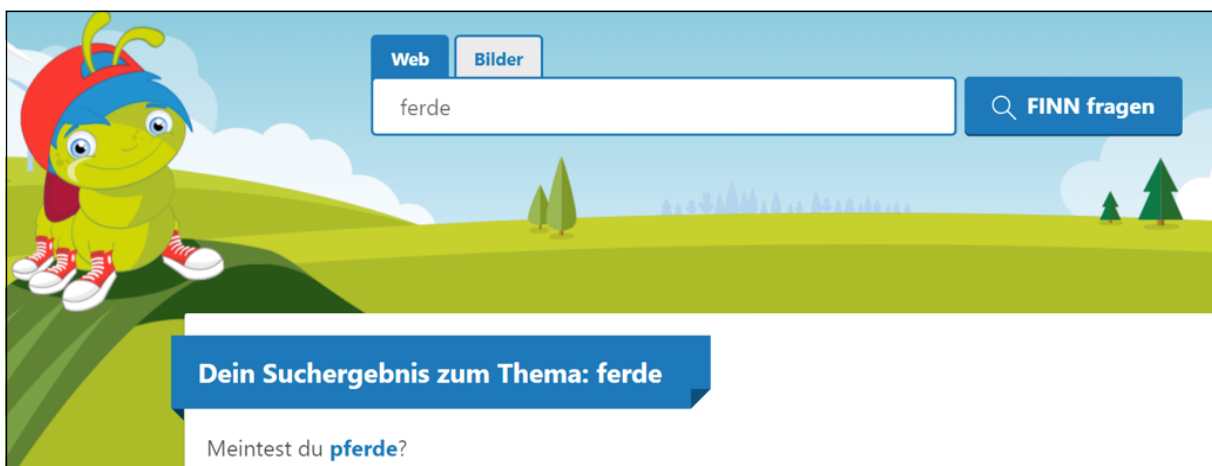 Web Bilder
ferde
FINN fragen
Dein Suchergebnis zum Thema: ferde
Meintest du pferde?